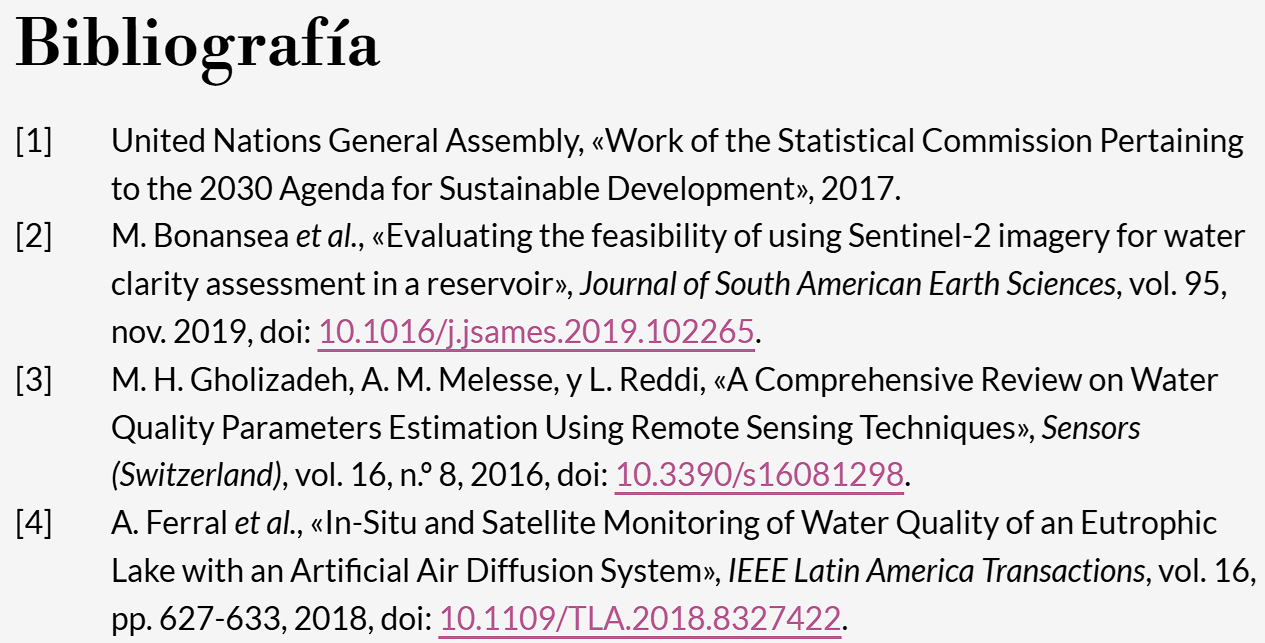 Bibliografía
[1] United Nations General Assembly, «Work of the Statistical Commission Pertaining
to the 2030 Agenda for Sustainable Development», 2017.
[2] M. Bonansea et al., «Evaluating the feasibility of using Sentinel-2 imagery for water
clarity assessment in a reservoir», Journal of South American Earth Sciences, vol. 95,
nov. 2019, doi: 10.1016/j.jsames.2019.102265.
[3] M. H. Gholizadeh, A. M. Melesse, y L. Reddi, «A Comprehensive Review on Water
Quality Parameters Estimation Using Remote Sensing Techniques», Sensors
(Switzerland), vol. 16, n.º 8, 2016, doi: 10.3390/s16081298.
[4] A. Ferral et al., «In-Situ and Satellite Monitoring of Water Quality of an Eutrophic
Lake with an Artificial Air Diffusion System», IEEE Latin America Transactions, vol. 16,
pp. 627-633, 2018, doi: 10.1109/TLA.2018.8327422.